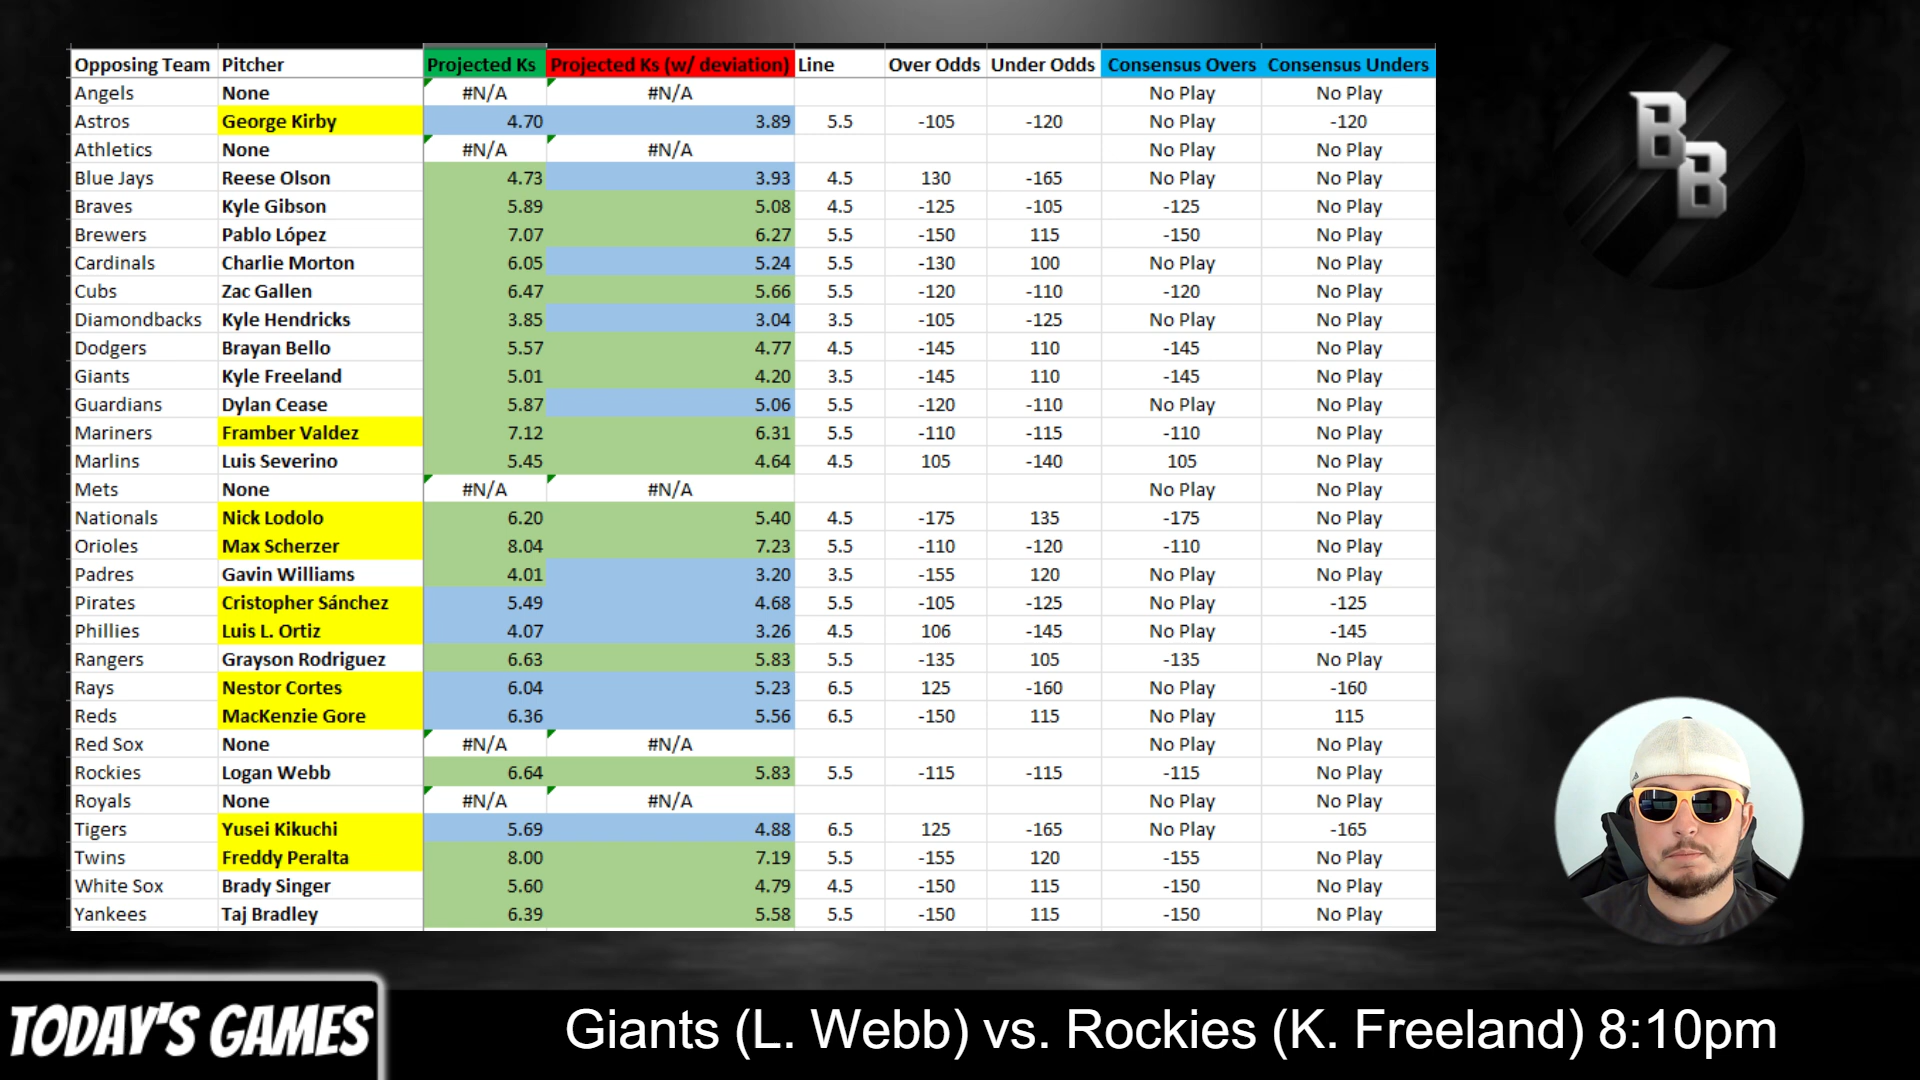 Opposing Team Pitcher Projected Ks Projected Ks (w/ deviation) Line Over Odds Under Odds Consensus Overs Consensus Unders
Angels None #N/A #N/A No Play No Play
Astros George Kirby 4.70 3.89 5.5 -105 -120 No Play -120
Athletics None #N/A #N/A No Play No Play
Blue Jays Reese Olson 4.73 3.93 4.5 130 -165 No Play No Play
Braves Kyle Gibson 5.89 5.08 4.5 -125 -105 -125 No Play
Brewers Pablo López 7.07 6.27 5.5 -150 115 -150 No Play
Cardinals Charlie Morton 6.05 5.24 5.5 -130 100 No Play No Play
Cubs Zac Gallen 6.47 5.66 5.5 -120 -110 -120 No Play
Diamondbacks Kyle Hendricks 3.85 3.04 3.5 -105 -125 No Play No Play
Dodgers Brayan Bello 5.57 4.77 4.5 -145 110 -145 No Play
Giants Kyle Freeland 5.01 4.20 3.5 -145 110 -145 No Play
Guardians Dylan Cease 5.87 5.06 5.5 -120 -110 No Play No Play
Mariners Framber Valdez 7.12 6.31 5.5 -110 -115 -110 No Play
Marlins Luis Severino 5.45 4.64 4.5 105 -140 105 No Play
Mets None #N/A #N/A No Play No Play
Nationals Nick Lodolo 6.20 5.40 4.5 -175 135 -175 No Play
Orioles Max Scherzer 8.04 7.23 5.5 -110 -120 -110 No Play
Padres Gavin Williams 4.01 3.20 3.5 -155 120 No Play No Play
Pirates Cristopher Sánchez 5.49 4.68 5.5 -105 -125 No Play -125
Phillies Luis L. Ortiz 4.07 3.26 4.5 106 -145 No Play -145
Rangers Grayson Rodriguez 6.63 5.83 5.5 -135 105 -135 No Play
Rays Nestor Cortes 6.04 5.23 6.5 125 -160 No Play -160
Reds MacKenzie Gore 6.36 5.56 6.5 -150 115 No Play 115
Red Sox None #N/A #N/A No Play No Play
Rockies Logan Webb 6.64 5.83 5.5 -115 -115 -115 No Play
Royals None #N/A #N/A No Play No Play
Tigers Yusei Kikuchi 5.69 4.88 6.5 125 -165 No Play -165
Twins Freddy Peralta 8.00 7.19 5.5 -155 120 -155 No Play
White Sox Brady Singer 5.60 4.79 4.5 -150 115 -150 No Play
Yankees Taj Bradley 6.39 5.58 5.5 -150 115 -150 No Play
BB
TODAY'S GAMES
Giants (L. Webb) vs. Rockies (K. Freeland) 8:10pm